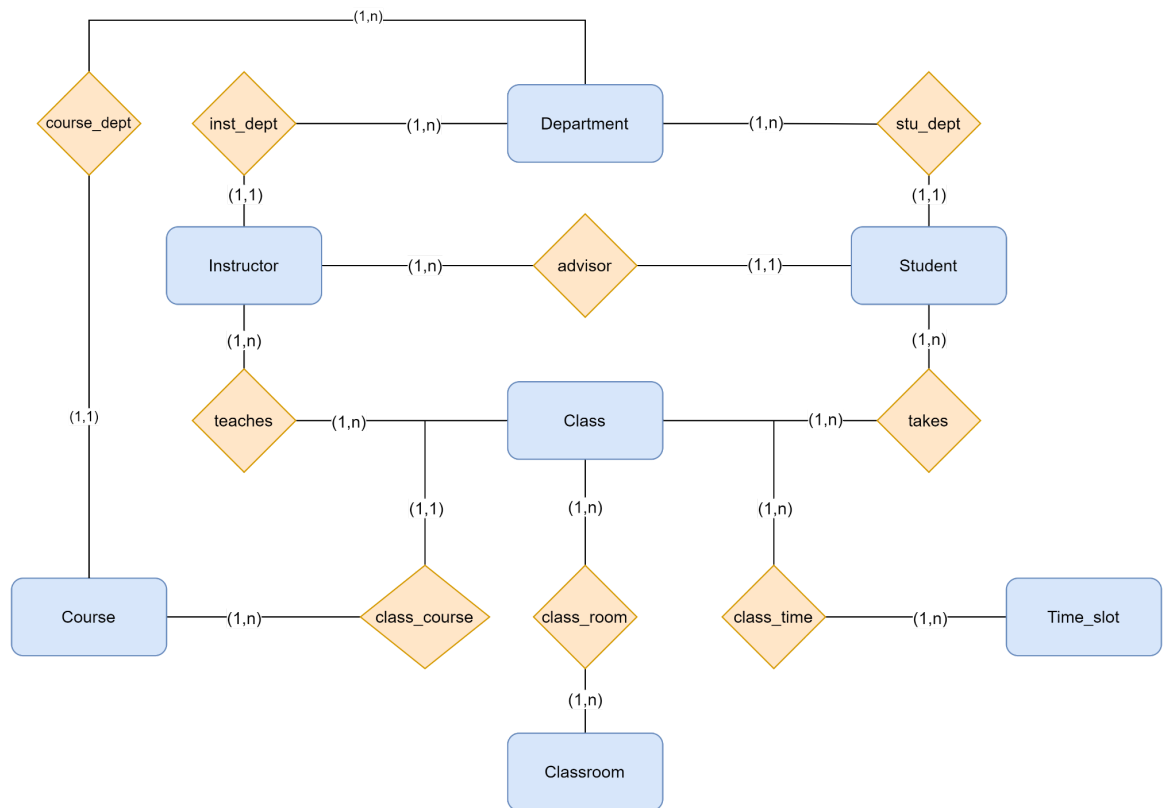 (1,n)
course_dept
inst_dept
(1,n)
Department
(1,n)
stu_dept
(1,1)
(1,1)
Instructor
(1,n)
advisor
(1,1)
Student
(1,n)
(1,n)
(1,1)
teaches
(1,n)
Class
(1,n)
takes
(1,1)
(1,n)
(1,n)
Course
(1,n)
class_course
class_room
class_time
(1,n)
Time_slot
(1,n)
Classroom